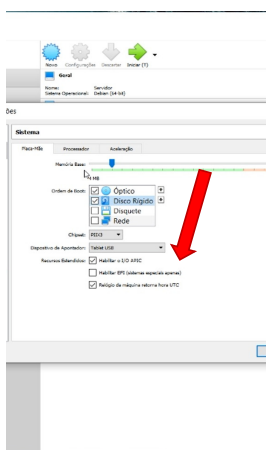 Novo Configurações Descartar Iniciar (T)
Geral
Nome: Servidor
Sistema Operacional: Debian (64-bit)
ões
Sistema
Placa-Mãe Processador Aceleração
Memória Base:
4 MB
Ordem de Boot: Óptico
Disco Rígido
Disquete
Rede
Chipset: PIIX3
Dispositivo de Apontador: Tablet USB
Recursos Estendidos: Habilitar o I/O APIC
Habilitar EFI (sistemas especiais apenas)
Relógio da máquina retorna hora UTC